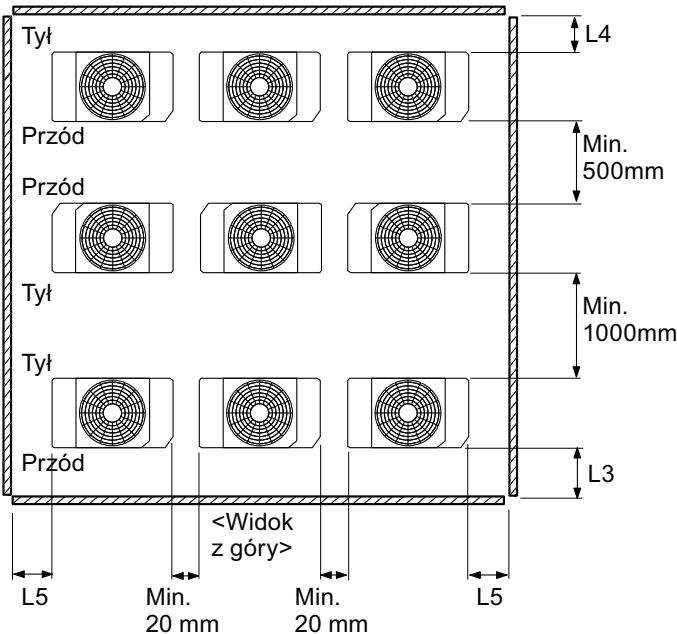 Tył
L4
Przód
Min.
500mm
Przód
Tył
Min.
1000mm
Tył
Przód
L3
<Widok
z góry>
L5
Min.
20 mm
Min.
20 mm
L5